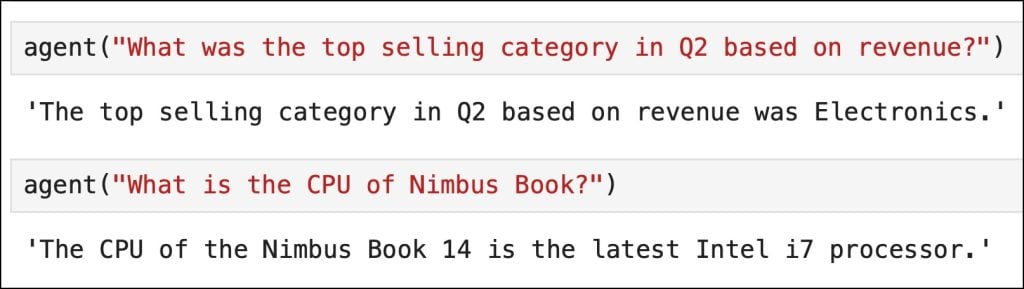 agent("What was the top selling category in Q2 based on revenue?")
'The top selling category in Q2 based on revenue was Electronics.'
agent("What is the CPU of Nimbus Book?")
'The CPU of the Nimbus Book 14 is the latest Intel i7 processor.'